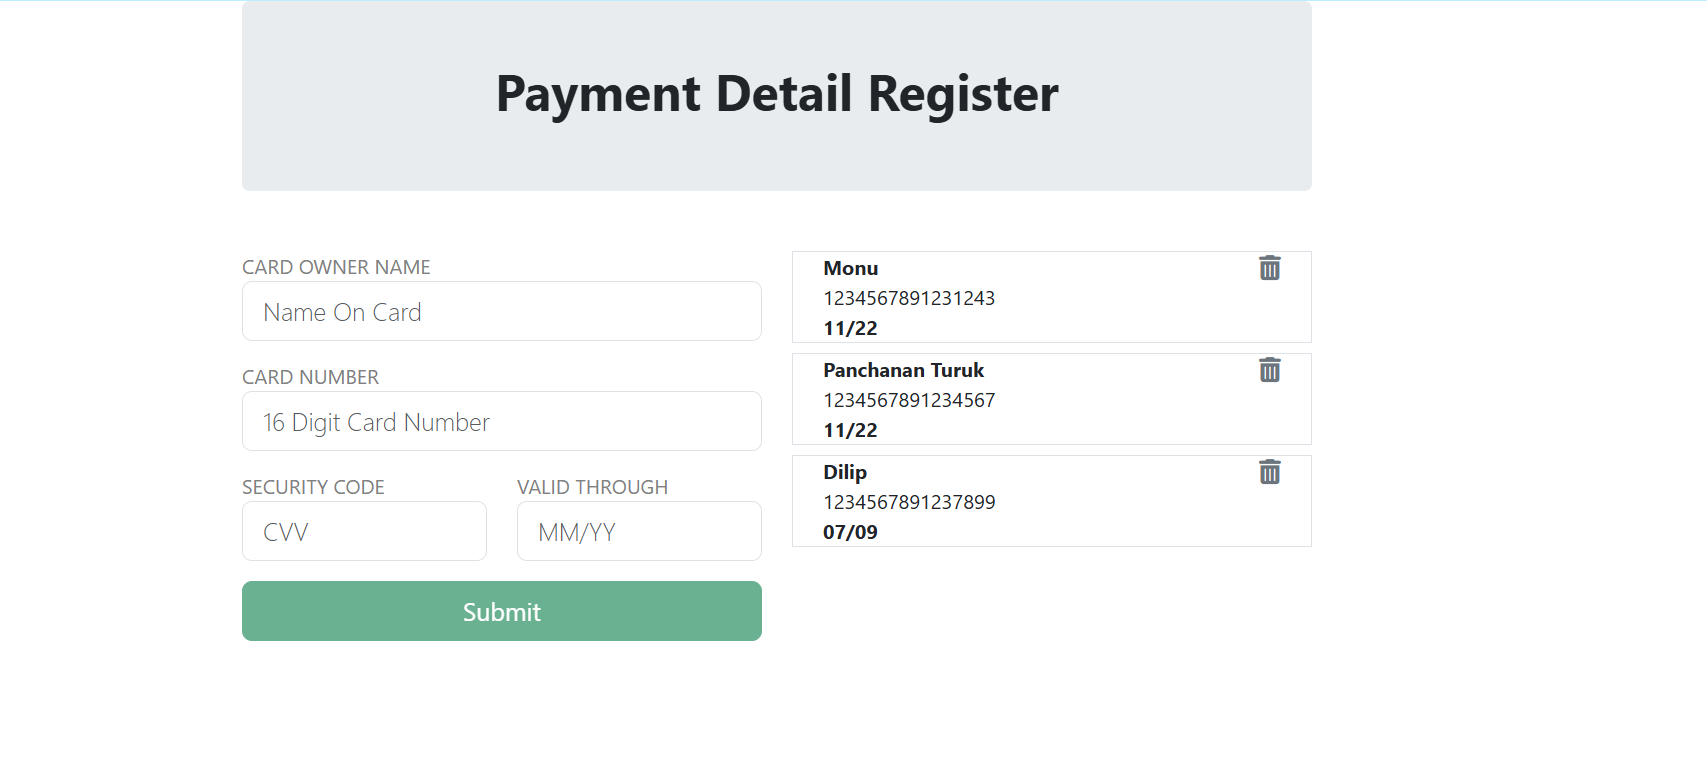 Payment Detail Register
CARD OWNER NAME
Name On Card
CARD NUMBER
16 Digit Card Number
SECURITY CODE
VALID THROUGH
CVV
MM/YY
Submit
Monu
1234567891231243
11/22
Panchanan Turuk
1234567891234567
11/22
Dilip
1234567891237899
07/09